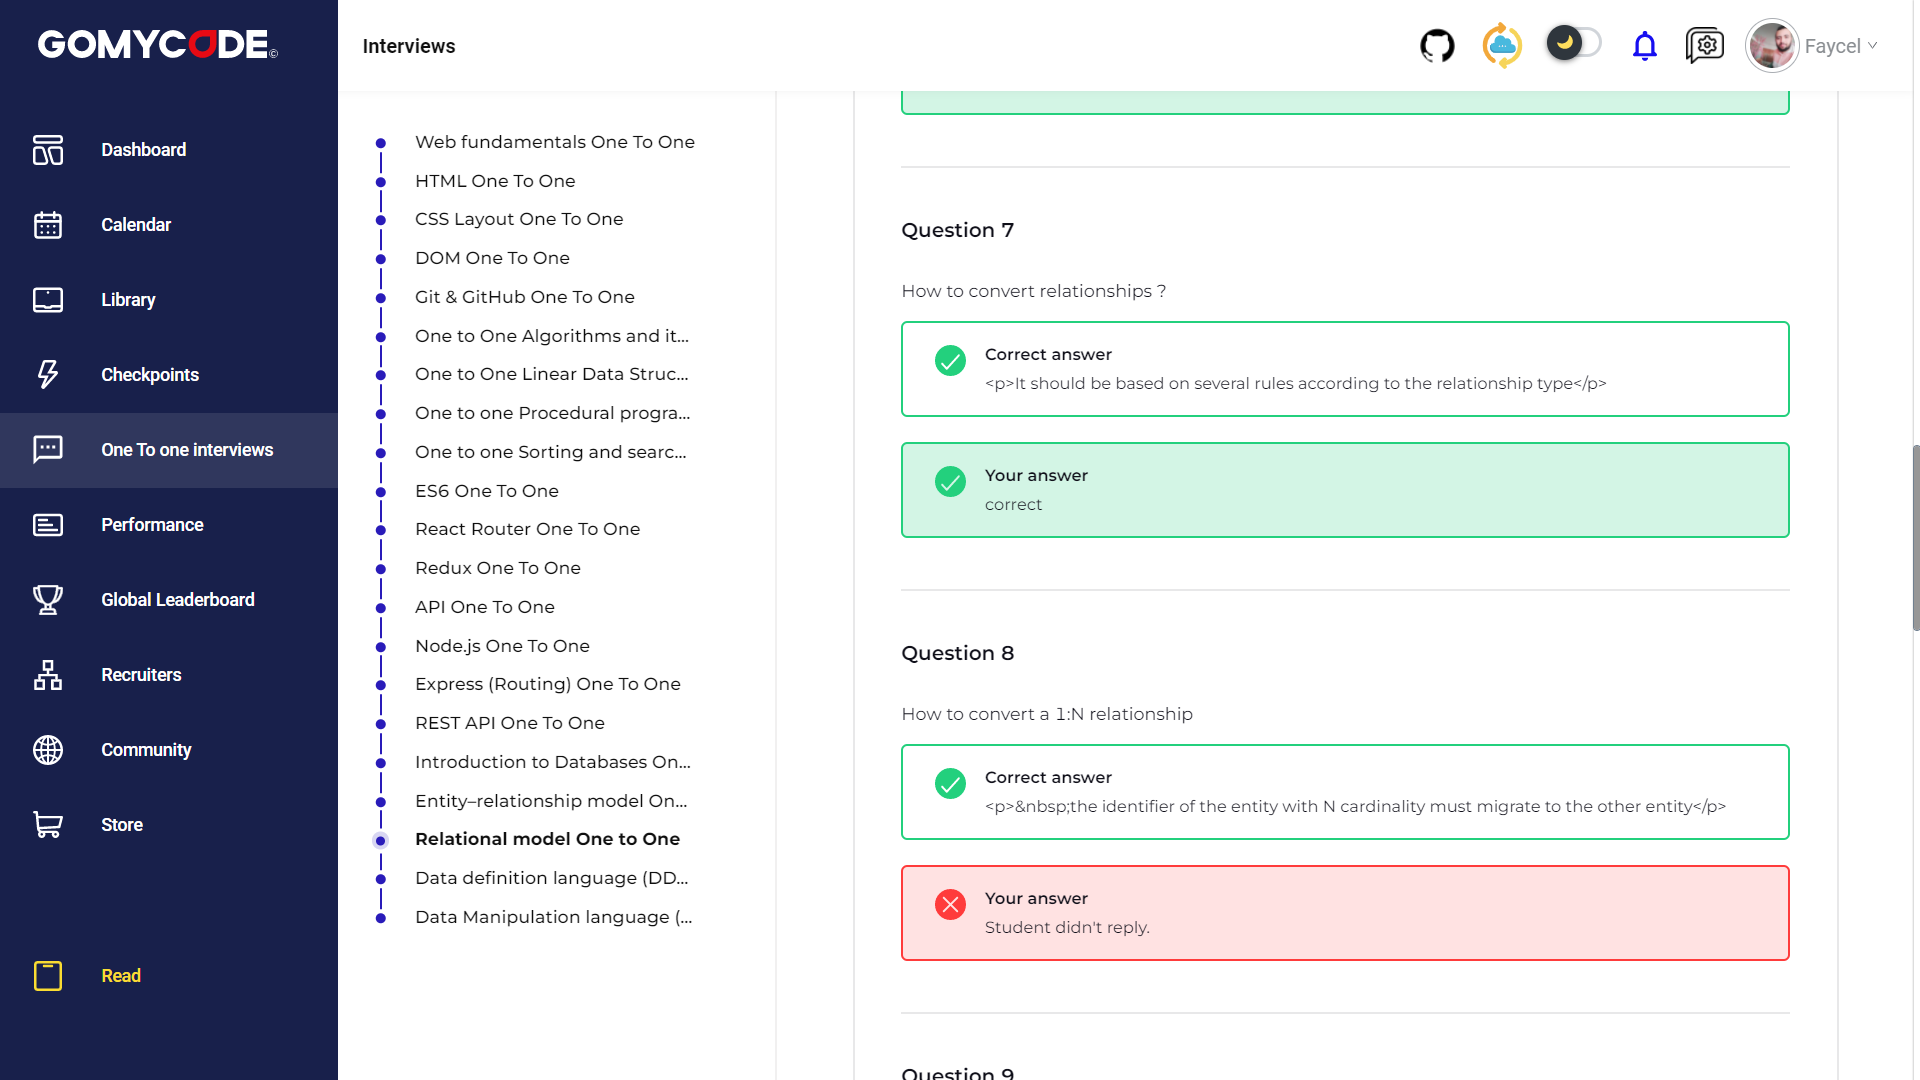 GOMYCODE©
Interviews
Faycel
Dashboard
Calendar
Library
Checkpoints
One To one interviews
Performance
Global Leaderboard
Recruiters
Community
Store
Read
Web fundamentals One To One
HTML One To One
CSS Layout One To One
DOM One To One
Git & GitHub One To One
One to One Algorithms and it...
One to One Linear Data Struc...
One to one Procedural progra...
One to one Sorting and searc...
ES6 One To One
React Router One To One
Redux One To One
API One To One
Node.js One To One
Express (Routing) One To One
REST API One To One
Introduction to Databases On...
Entity–relationship model On...
Relational model One to One
Data definition language (DD...
Data Manipulation language (...
Question 7
How to convert relationships ?
Correct answer
<p>It should be based on several rules according to the relationship type</p>
Your answer
correct
Question 8
How to convert a 1:N relationship
Correct answer
<p>&nbsp;the identifier of the entity with N cardinality must migrate to the other entity</p>
Your answer
Student didn't reply.
Question 9